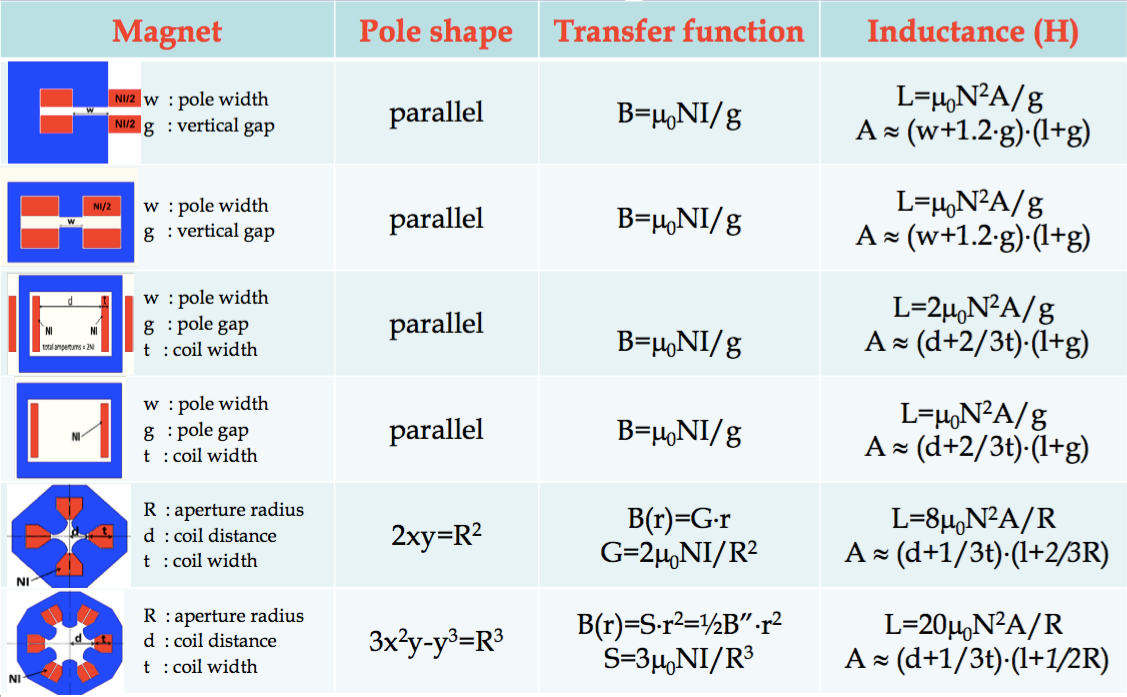 Magnet Pole shape Transfer function Inductance (H)
NI/2
w
NI/2
w : pole width
g : vertical gap
parallel
B=μ₀NI/g
L=μ₀N²A/g
A ≈ (w+1.2·g)·(l+g)
NI/2
w
w : pole width
g : vertical gap
parallel
B=μ₀NI/g
L=μ₀N²A/g
A ≈ (w+1.2·g)·(l+g)
d t
NI NI
total ampertums = 2NI
w : pole width
g : pole gap
t : coil width
parallel
B=μ₀NI/g
L=2μ₀N²A/g
A ≈ (d+2/3t)·(l+g)
NI
w : pole width
g : pole gap
t : coil width
parallel
B=μ₀NI/g
L=μ₀N²A/g
A ≈ (d+2/3t)·(l+g)
d t
NI
R : aperture radius
d : coil distance
t : coil width
2xy=R²
B(r)=G·r
G=2μ₀NI/R²
L=8μ₀N²A/R
A ≈ (d+1/3t)·(l+2/3R)
d t
NI
R : aperture radius
d : coil distance
t : coil width
3x²y-y³=R³
B(r)=S·r²=½B″·r²
S=3μ₀NI/R³
L=20μ₀N²A/R
A ≈ (d+1/3t)·(l+1/2R)